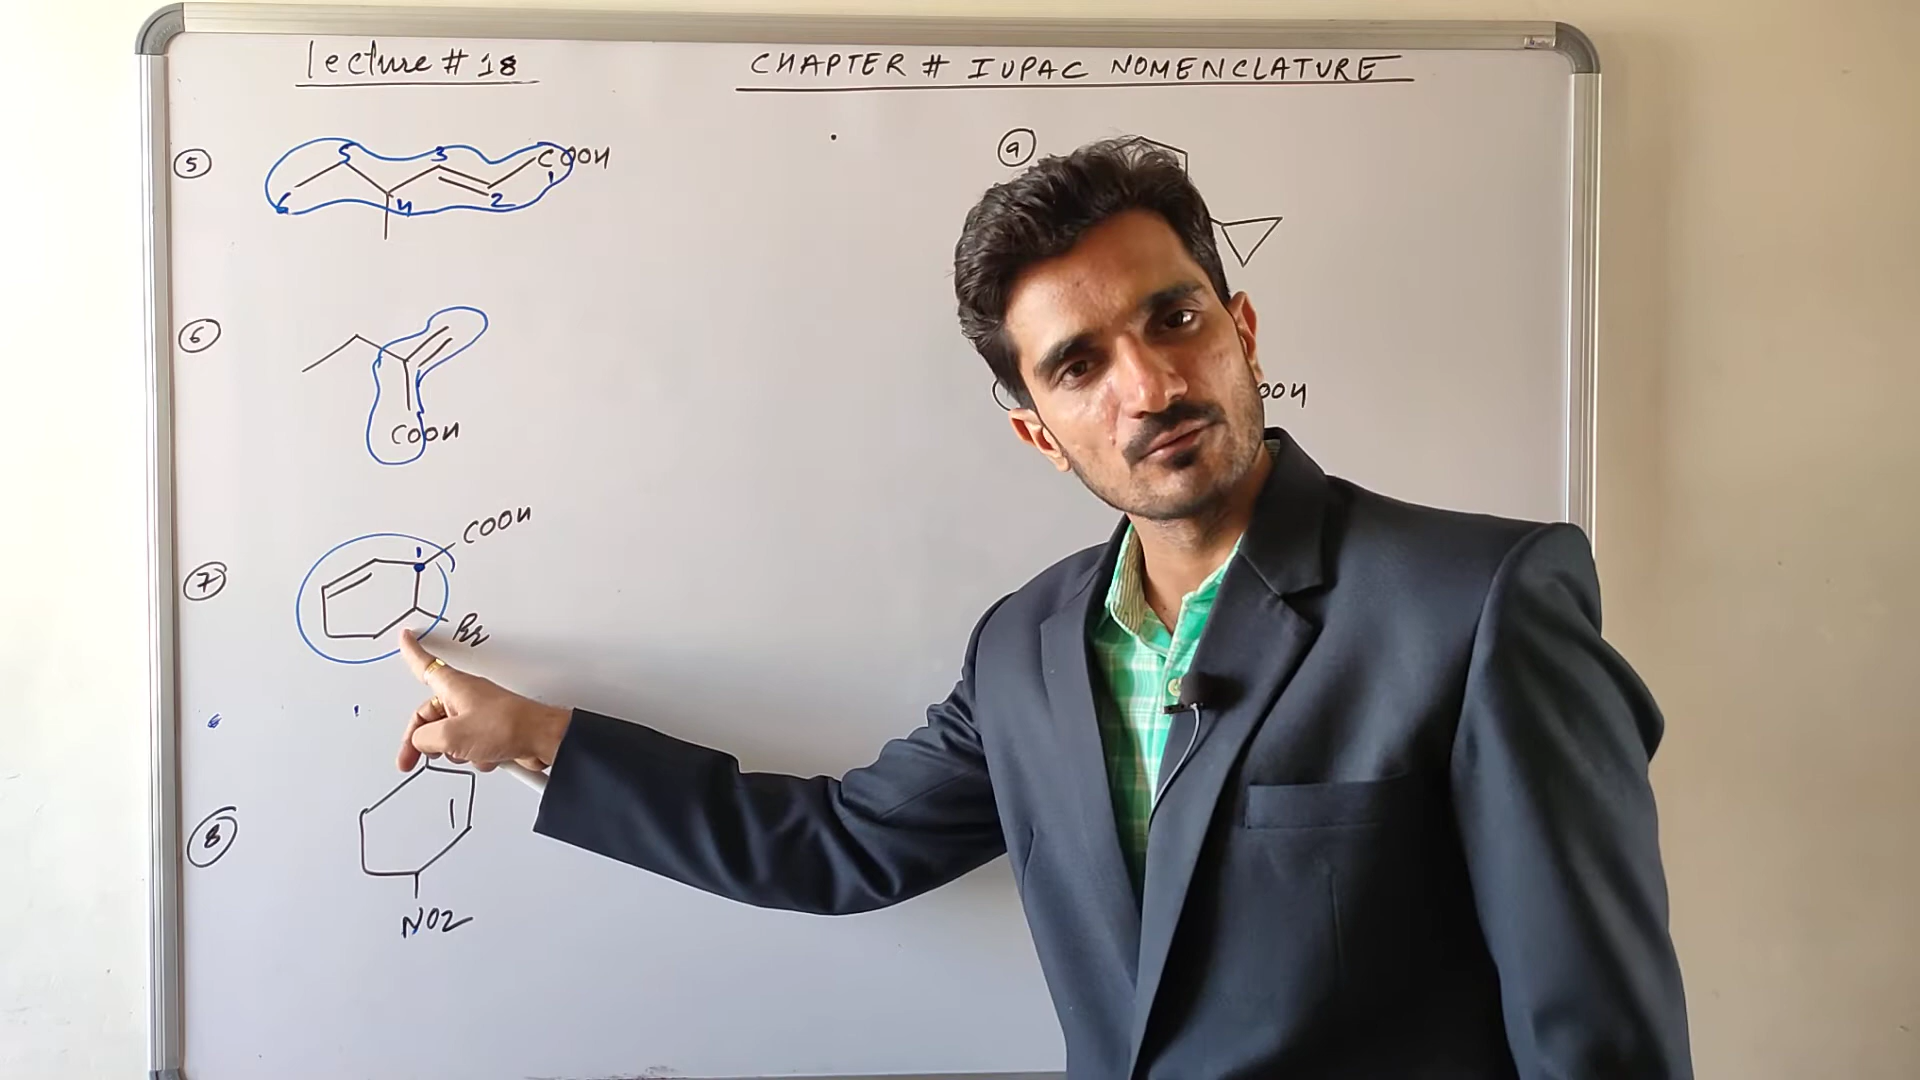 lecture # 18
CHAPTER # IUPAC NOMENCLATURE
5
6 5 4 3 2 1 COOH
6
COOH
7
1 COOH
Br
8
NO2
9
OOH